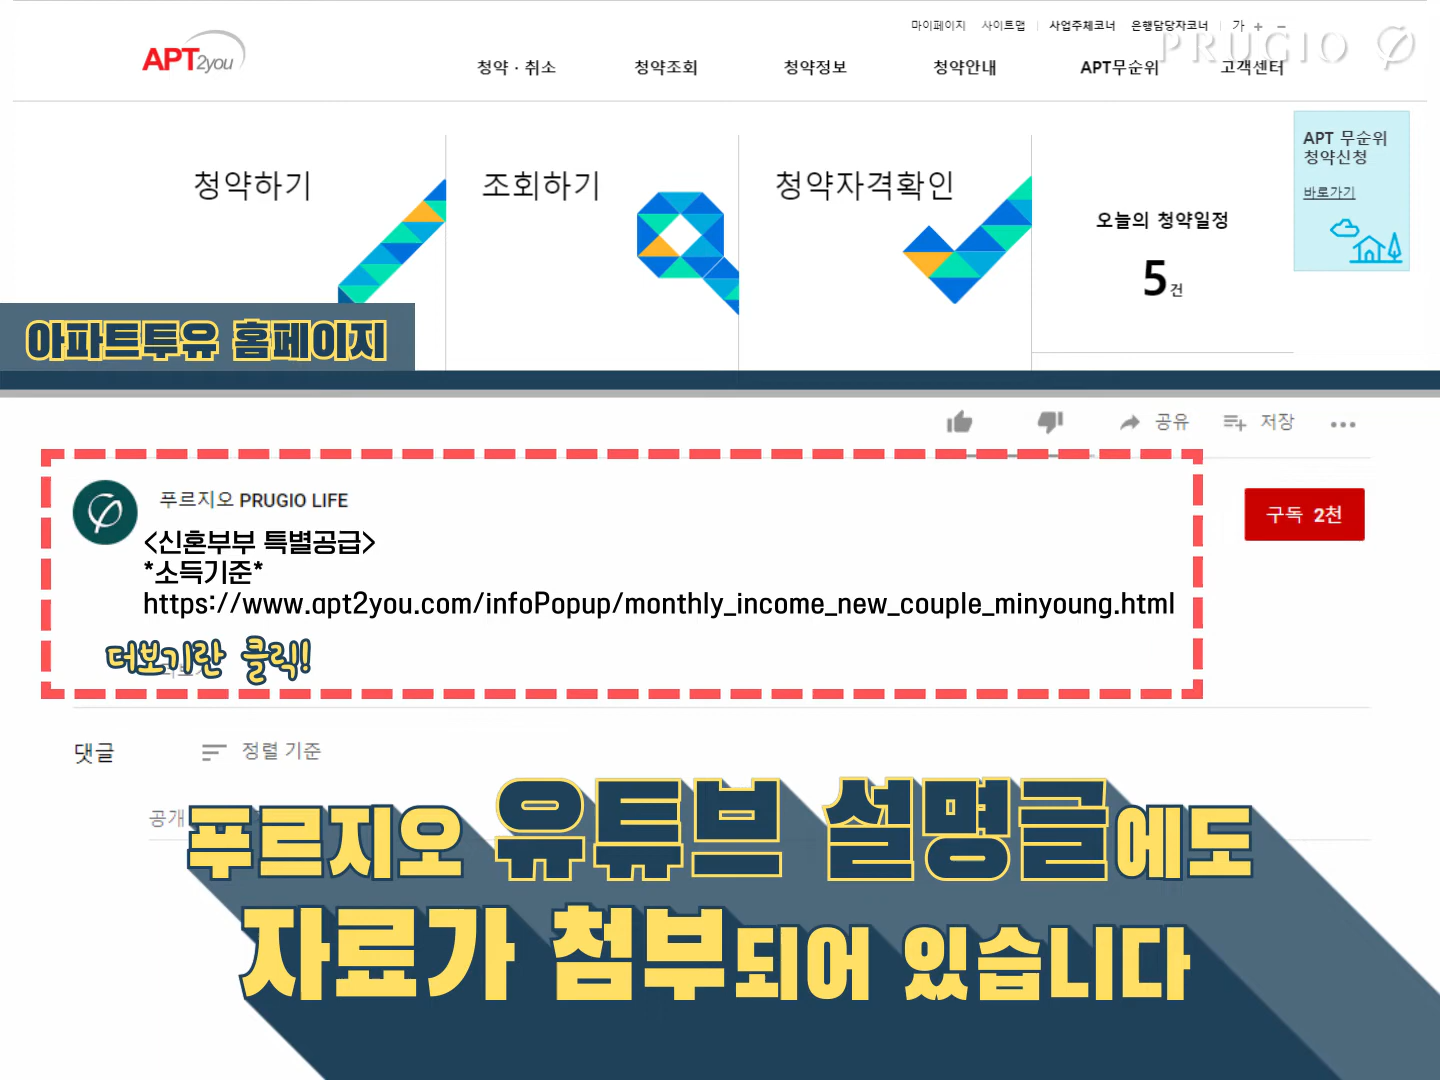 마이페이지 사이트맵 사업주체코너 은행담당자코너 가 + −
PRUGIO
APT2you
청약 · 취소 청약조회 청약정보 청약안내 APT무순위 고객센터
청약하기
조회하기
청약자격확인
오늘의 청약일정
5건
APT 무순위
청약신청
바로가기
아파트투유 홈페이지
공유 저장
푸르지오 PRUGIO LIFE
구독 2천
<신혼부부 특별공급>
*소득기준*
https://www.apt2you.com/infoPopup/monthly_income_new_couple_minyoung.html
더보기란 클릭!
댓글 정렬 기준
공개
푸르지오 유튜브 설명글에도
자료가 첨부되어 있습니다